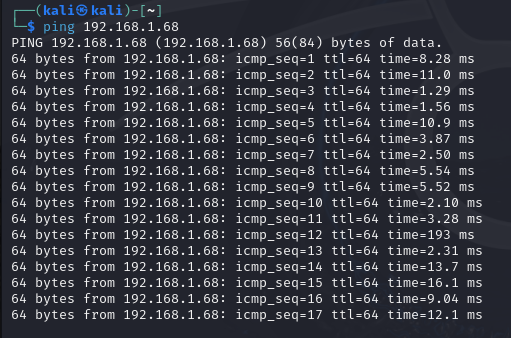 ┌──(kali㉿kali)-[~]
└─$ ping 192.168.1.68
PING 192.168.1.68 (192.168.1.68) 56(84) bytes of data.
64 bytes from 192.168.1.68: icmp_seq=1 ttl=64 time=8.28 ms
64 bytes from 192.168.1.68: icmp_seq=2 ttl=64 time=11.0 ms
64 bytes from 192.168.1.68: icmp_seq=3 ttl=64 time=1.29 ms
64 bytes from 192.168.1.68: icmp_seq=4 ttl=64 time=1.56 ms
64 bytes from 192.168.1.68: icmp_seq=5 ttl=64 time=10.9 ms
64 bytes from 192.168.1.68: icmp_seq=6 ttl=64 time=3.87 ms
64 bytes from 192.168.1.68: icmp_seq=7 ttl=64 time=2.50 ms
64 bytes from 192.168.1.68: icmp_seq=8 ttl=64 time=5.54 ms
64 bytes from 192.168.1.68: icmp_seq=9 ttl=64 time=5.52 ms
64 bytes from 192.168.1.68: icmp_seq=10 ttl=64 time=2.10 ms
64 bytes from 192.168.1.68: icmp_seq=11 ttl=64 time=3.28 ms
64 bytes from 192.168.1.68: icmp_seq=12 ttl=64 time=193 ms
64 bytes from 192.168.1.68: icmp_seq=13 ttl=64 time=2.31 ms
64 bytes from 192.168.1.68: icmp_seq=14 ttl=64 time=13.7 ms
64 bytes from 192.168.1.68: icmp_seq=15 ttl=64 time=16.1 ms
64 bytes from 192.168.1.68: icmp_seq=16 ttl=64 time=9.04 ms
64 bytes from 192.168.1.68: icmp_seq=17 ttl=64 time=12.1 ms